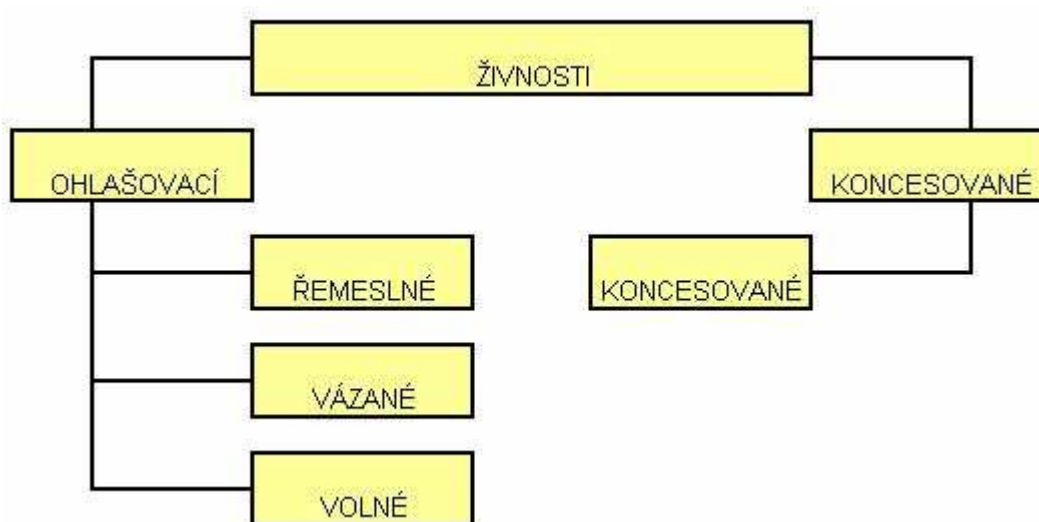 ŽIVNOSTI
OHLAŠOVACÍ
KONCESOVANÉ
ŘEMESLNÉ
KONCESOVANÉ
VÁZANÉ
VOLNÉ